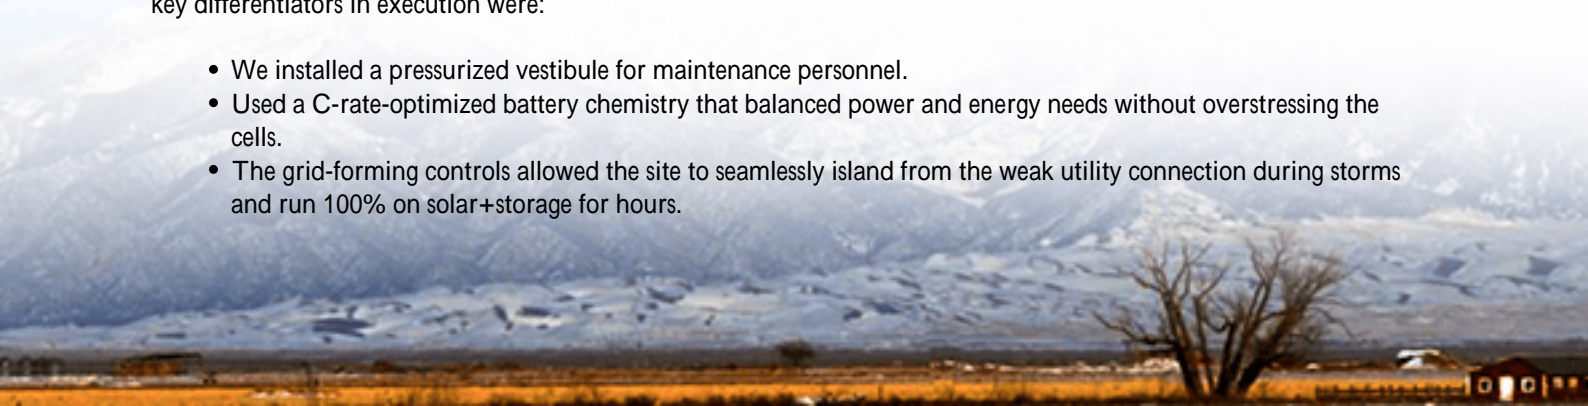 key differentiators in execution were:
• We installed a pressurized vestibule for maintenance personnel.
• Used a C-rate-optimized battery chemistry that balanced power and energy needs without overstressing the
cells.
• The grid-forming controls allowed the site to seamlessly island from the weak utility connection during storms
and run 100% on solar+storage for hours.